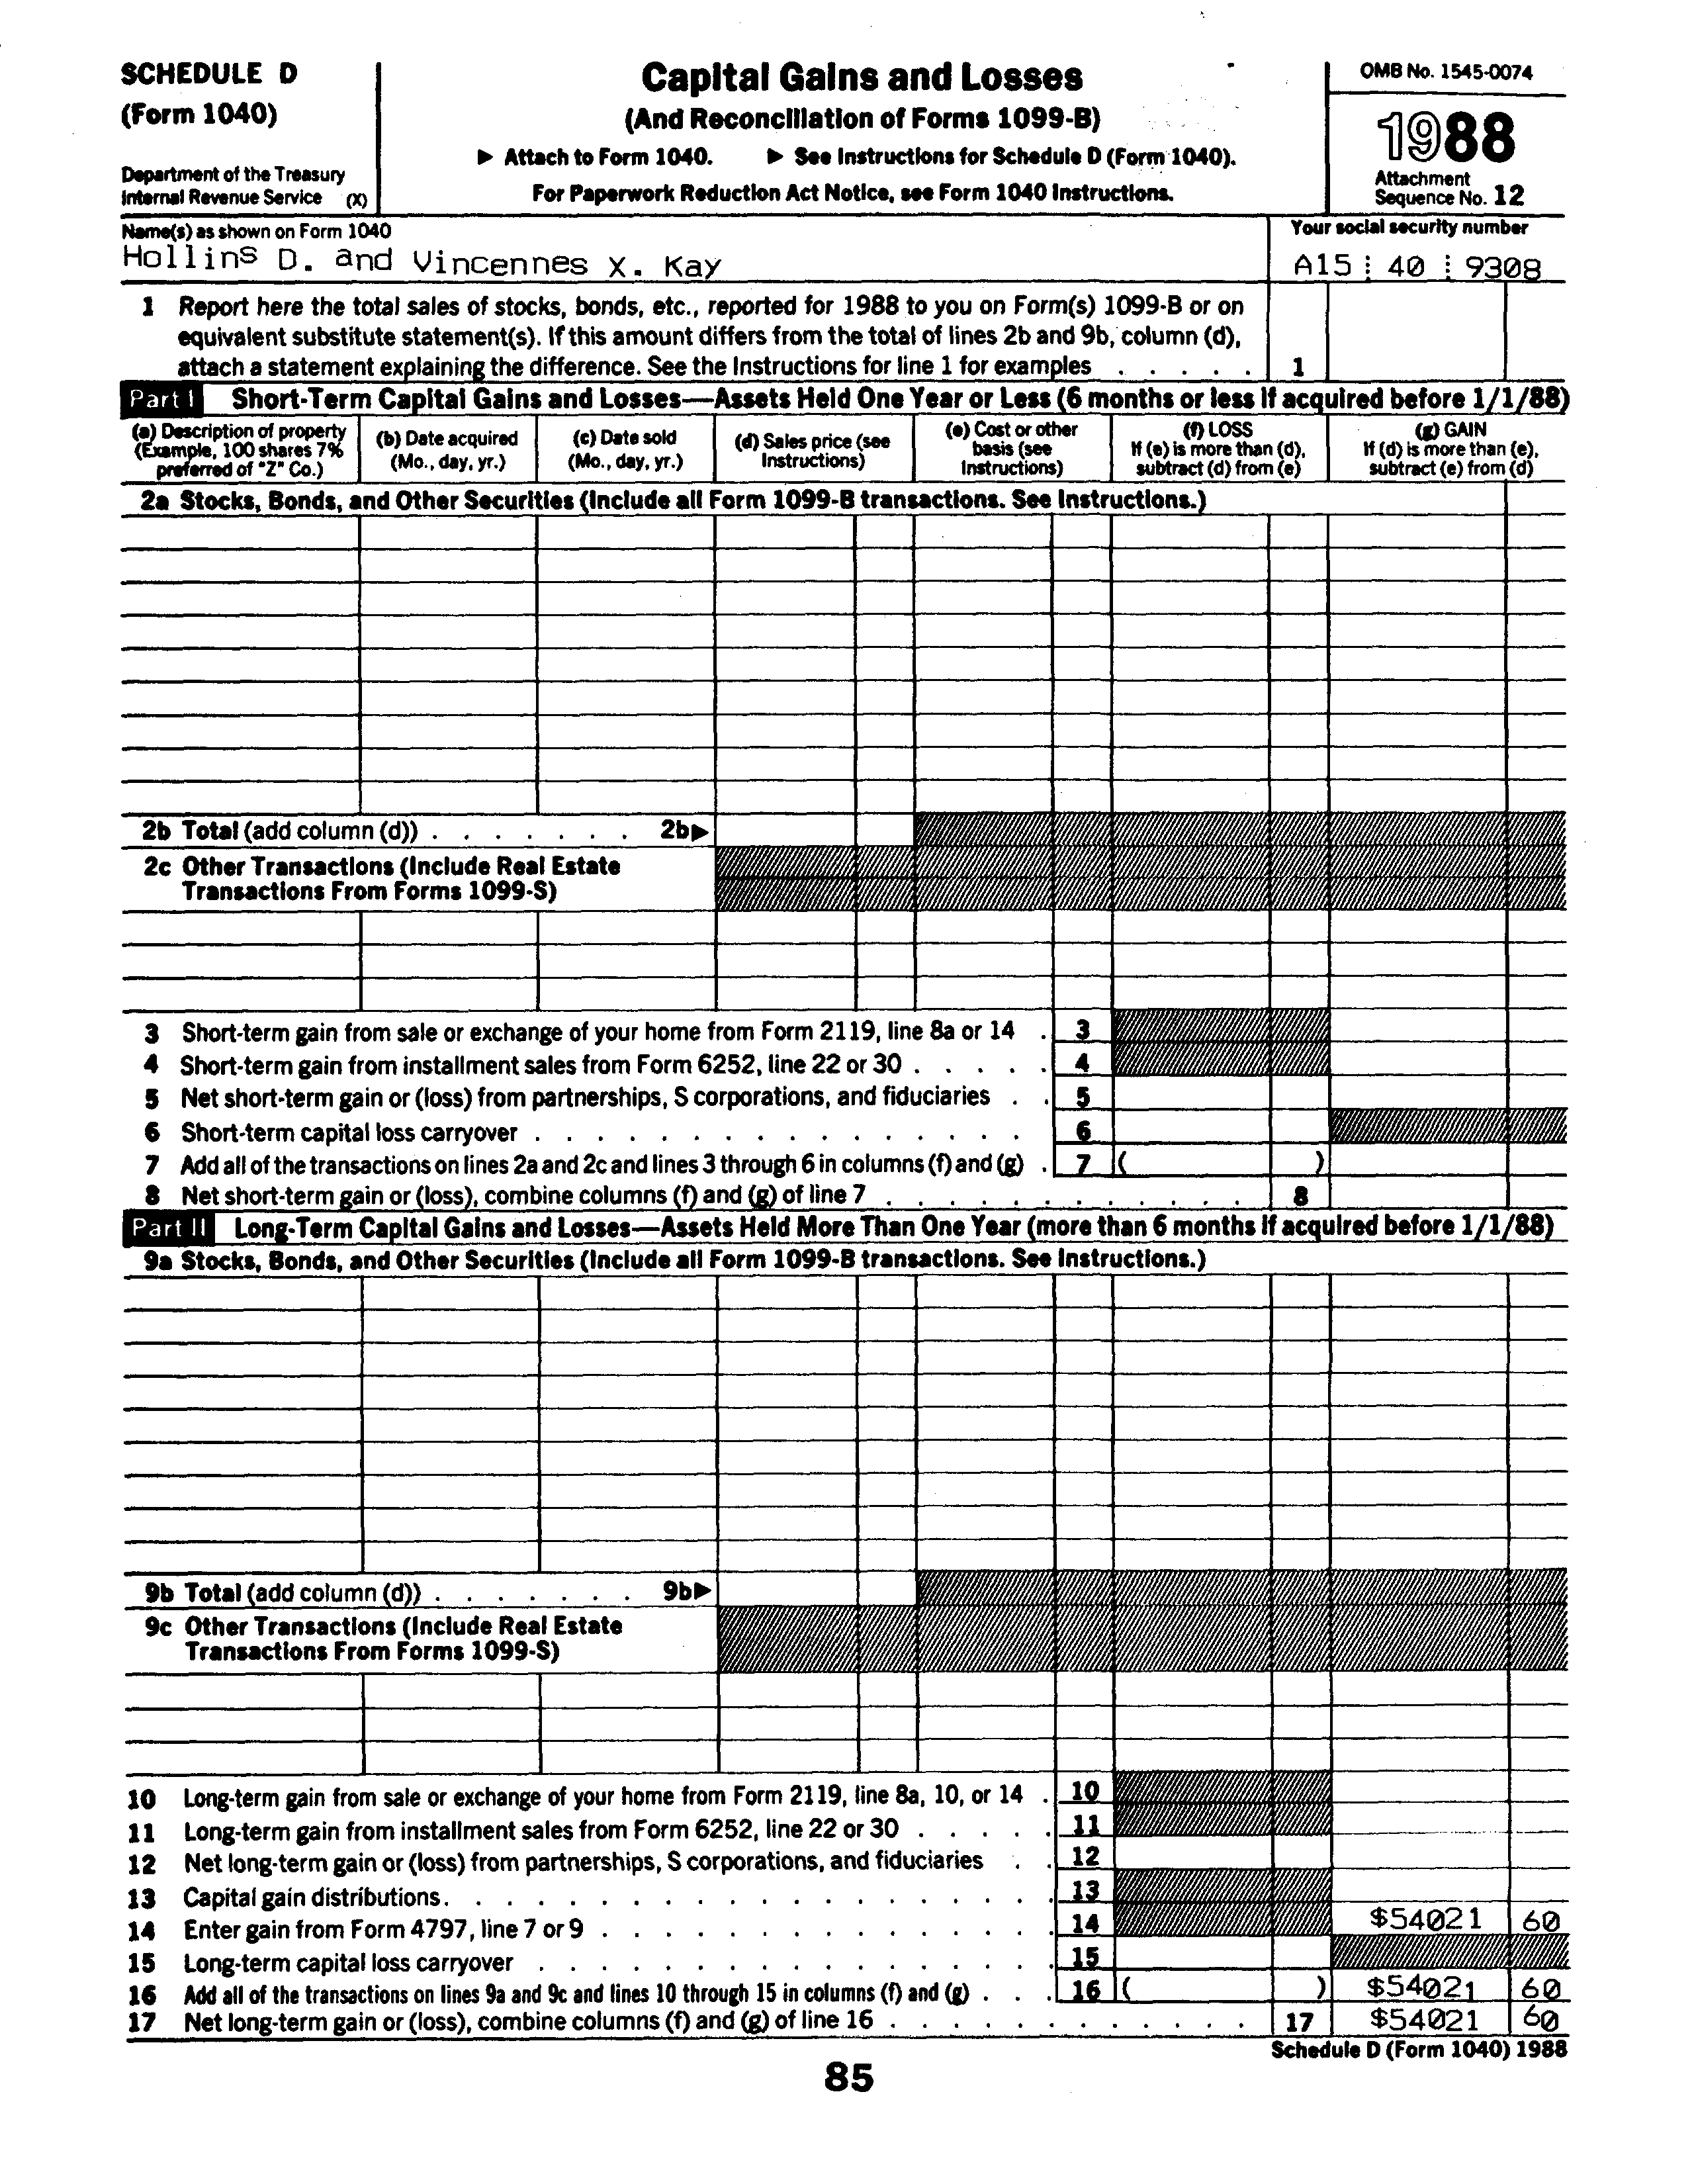 SCHEDULE D
(Form 1040)
Department of the Treasury
Internal Revenue Service (X)
Capital Gains and Losses
(And Reconciliation of Forms 1099-B)
▶ Attach to Form 1040. ▶ See Instructions for Schedule D (Form 1040).
For Paperwork Reduction Act Notice, see Form 1040 Instructions.
OMB No. 1545-0074
1988
Attachment
Sequence No. 12
Name(s) as shown on Form 1040
Hollins D. and Vincennes X. Kay
Your social security number
A15 40 9308
1 Report here the total sales of stocks, bonds, etc., reported for 1988 to you on Form(s) 1099-B or on
equivalent substitute statement(s). If this amount differs from the total of lines 2b and 9b, column (d),
attach a statement explaining the difference. See the Instructions for line 1 for examples . . . . . 1
Part I Short-Term Capital Gains and Losses—Assets Held One Year or Less (6 months or less if acquired before 1/1/88)
(a) Description of property
(Example, 100 shares 7%
preferred of "Z" Co.)
(b) Date acquired
(Mo., day, yr.)
(c) Date sold
(Mo., day, yr.)
(d) Sales price (see
Instructions)
(e) Cost or other
basis (see
Instructions)
(f) LOSS
If (e) is more than (d),
subtract (d) from (e)
(g) GAIN
If (d) is more than (e),
subtract (e) from (d)
2a Stocks, Bonds, and Other Securities (Include all Form 1099-B transactions. See Instructions.)
2b Total (add column (d)) . . . . . . . 2b▶
2c Other Transactions (Include Real Estate
Transactions From Forms 1099-S)
3 Short-term gain from sale or exchange of your home from Form 2119, line 8a or 14 . 3
4 Short-term gain from installment sales from Form 6252, line 22 or 30 . . . . . 4
5 Net short-term gain or (loss) from partnerships, S corporations, and fiduciaries . . 5
6 Short-term capital loss carryover . . . . . . . . . . . . . . . . . 6
7 Add all of the transactions on lines 2a and 2c and lines 3 through 6 in columns (f) and (g) . 7 ( )
8 Net short-term gain or (loss), combine columns (f) and (g) of line 7 . . . . . . . . . . . . . 8
Part II Long-Term Capital Gains and Losses—Assets Held More Than One Year (more than 6 months if acquired before 1/1/88)
9a Stocks, Bonds, and Other Securities (Include all Form 1099-B transactions. See Instructions.)
9b Total (add column (d)) . . . . . . . 9b▶
9c Other Transactions (Include Real Estate
Transactions From Forms 1099-S)
10 Long-term gain from sale or exchange of your home from Form 2119, line 8a, 10, or 14 . 10
11 Long-term gain from installment sales from Form 6252, line 22 or 30 . . . . . 11
12 Net long-term gain or (loss) from partnerships, S corporations, and fiduciaries . . 12
13 Capital gain distributions . . . . . . . . . . . . . . . . . . . 13
14 Enter gain from Form 4797, line 7 or 9 . . . . . . . . . . . . . . 14 $54021 60
15 Long-term capital loss carryover . . . . . . . . . . . . . . . . . 15
16 Add all of the transactions on lines 9a and 9c and lines 10 through 15 in columns (f) and (g) . . . 16 ( ) $54021 60
17 Net long-term gain or (loss), combine columns (f) and (g) of line 16 . . . . . . . . . . . . 17 $54021 60
Schedule D (Form 1040) 1988
85